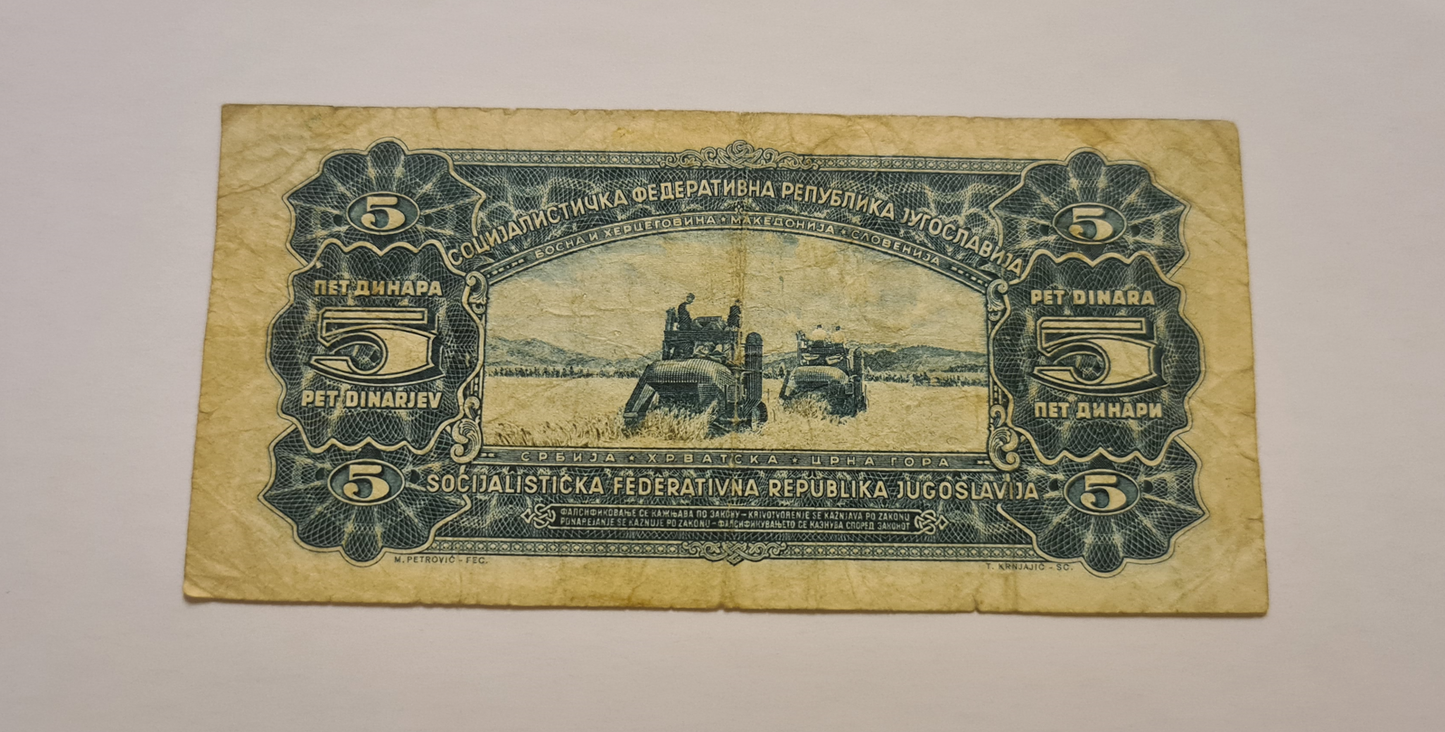 5
5
СОЦИЈАЛИСТИЧКА ФЕДЕРАТИВНА РЕПУБЛИКА ЈУГОСЛАВИЈА
БОСНА И ХЕРЦЕГОВИНА • МАКЕДОНИЈА • СЛОВЕНИЈА
ПЕТ ДИНАРА
5
PET DINARJEV
PET DINARA
5
ПЕТ ДИНАРИ
СРБИЈА • ХРВАТСКА • ЦРНА ГОРА
5
SOCIJALISTIČKA FEDERATIVNA REPUBLIKA JUGOSLAVIJA
5
ФАЛСИФИКОВАЊЕ СЕ КАЖЊАВА ПО ЗАКОНУ – KRIVOTVORENJE SE KAŽNJAVA PO ZAKONU
PONAREJANJE SE KAZNUJE PO ZAKONU – ФАЛСИФИКУВАЊЕТО СЕ КАЗНУВА СПОРЕД ЗАКОНОТ
M. PETROVIĆ - FEC.
T. KRNJAJIĆ - SC.